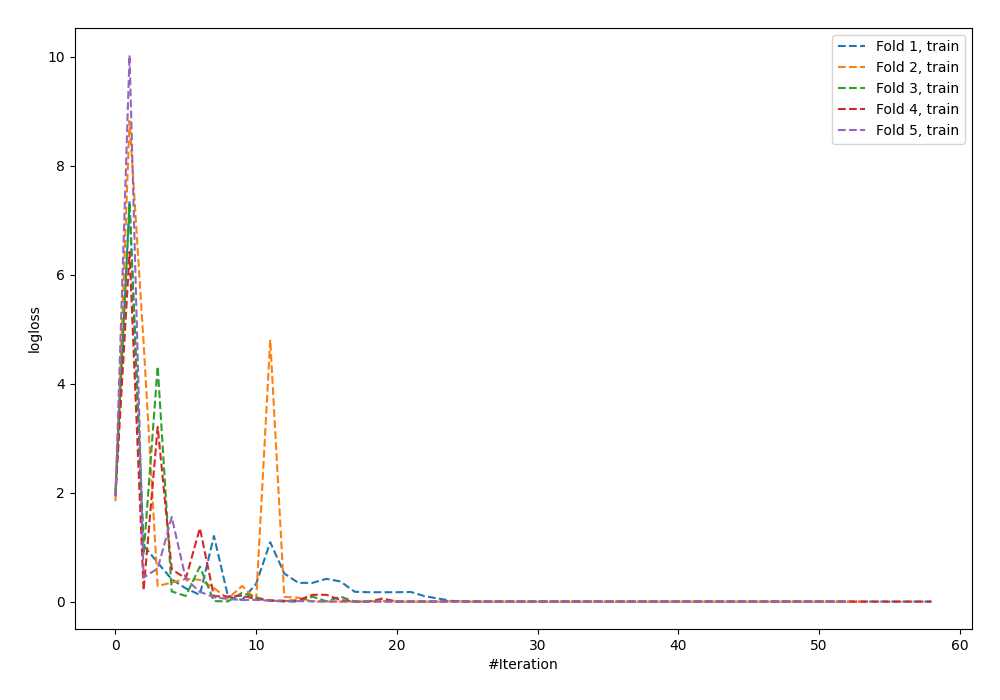 10
8
6
4
2
0
logloss
0
10
20
30
40
50
60
#Iteration
Fold 1, train
Fold 2, train
Fold 3, train
Fold 4, train
Fold 5, train